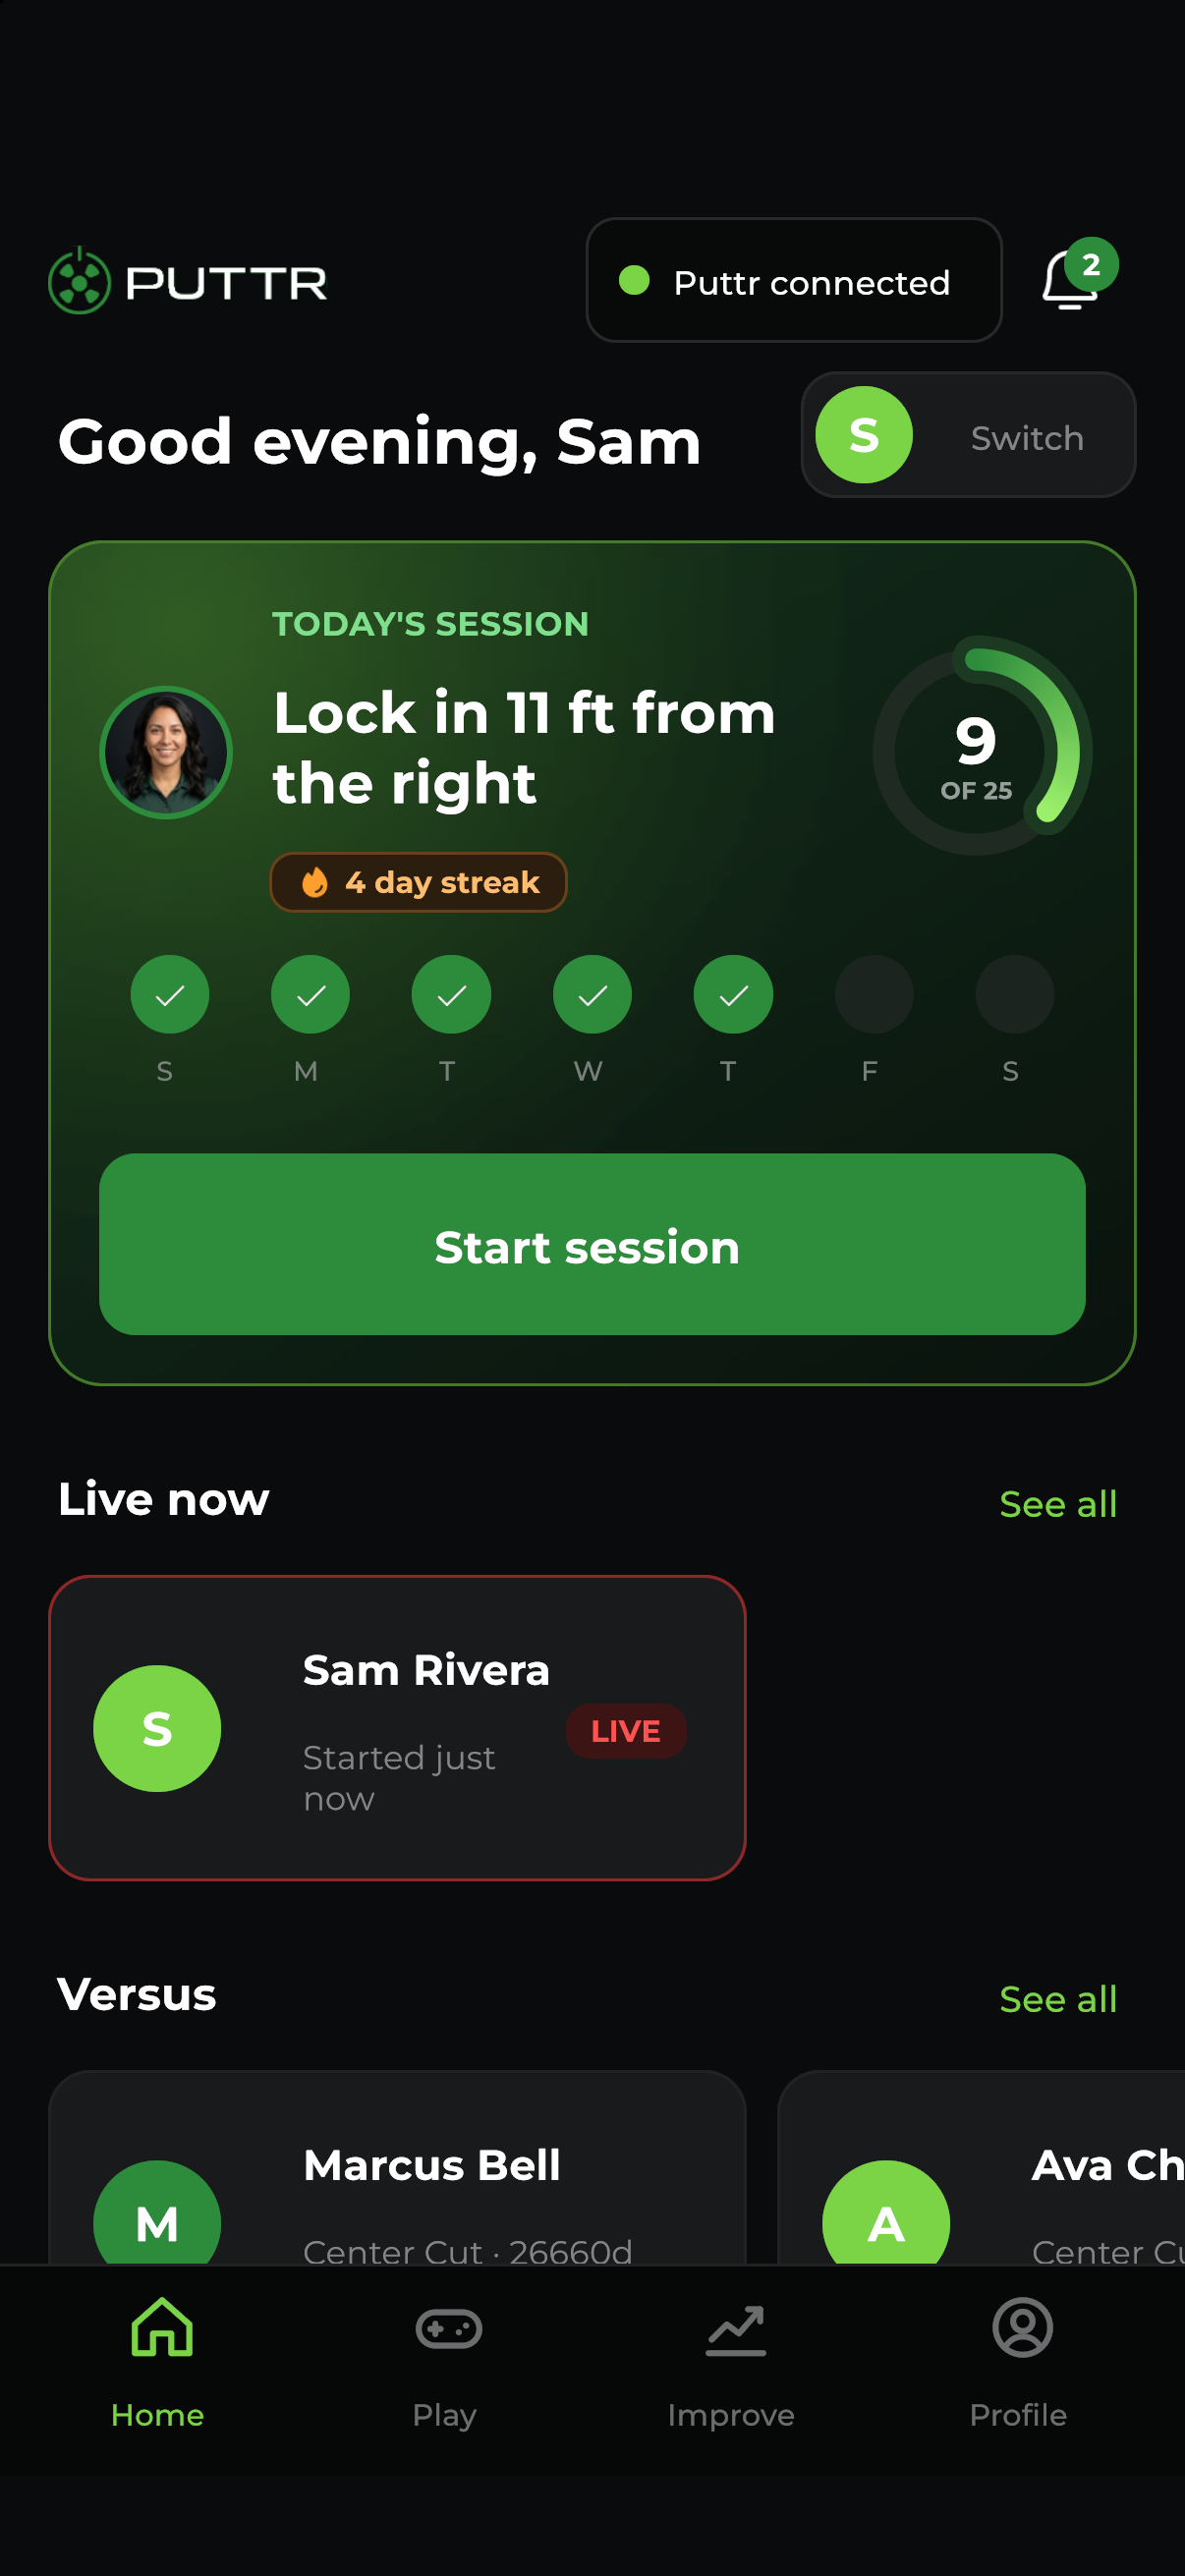 PUTTR
Puttr connected
2
Good evening, Sam
S
Switch
TODAY'S SESSION
Lock in 11 ft from
the right
9
OF 25
4 day streak
S M T W T F S
Start session
Live now
See all
S
Sam Rivera
Started just
now
LIVE
Versus
See all
M
Marcus Bell
Center Cut · 26660d
A
Ava Ch
Center Cu
Home
Play
Improve
Profile